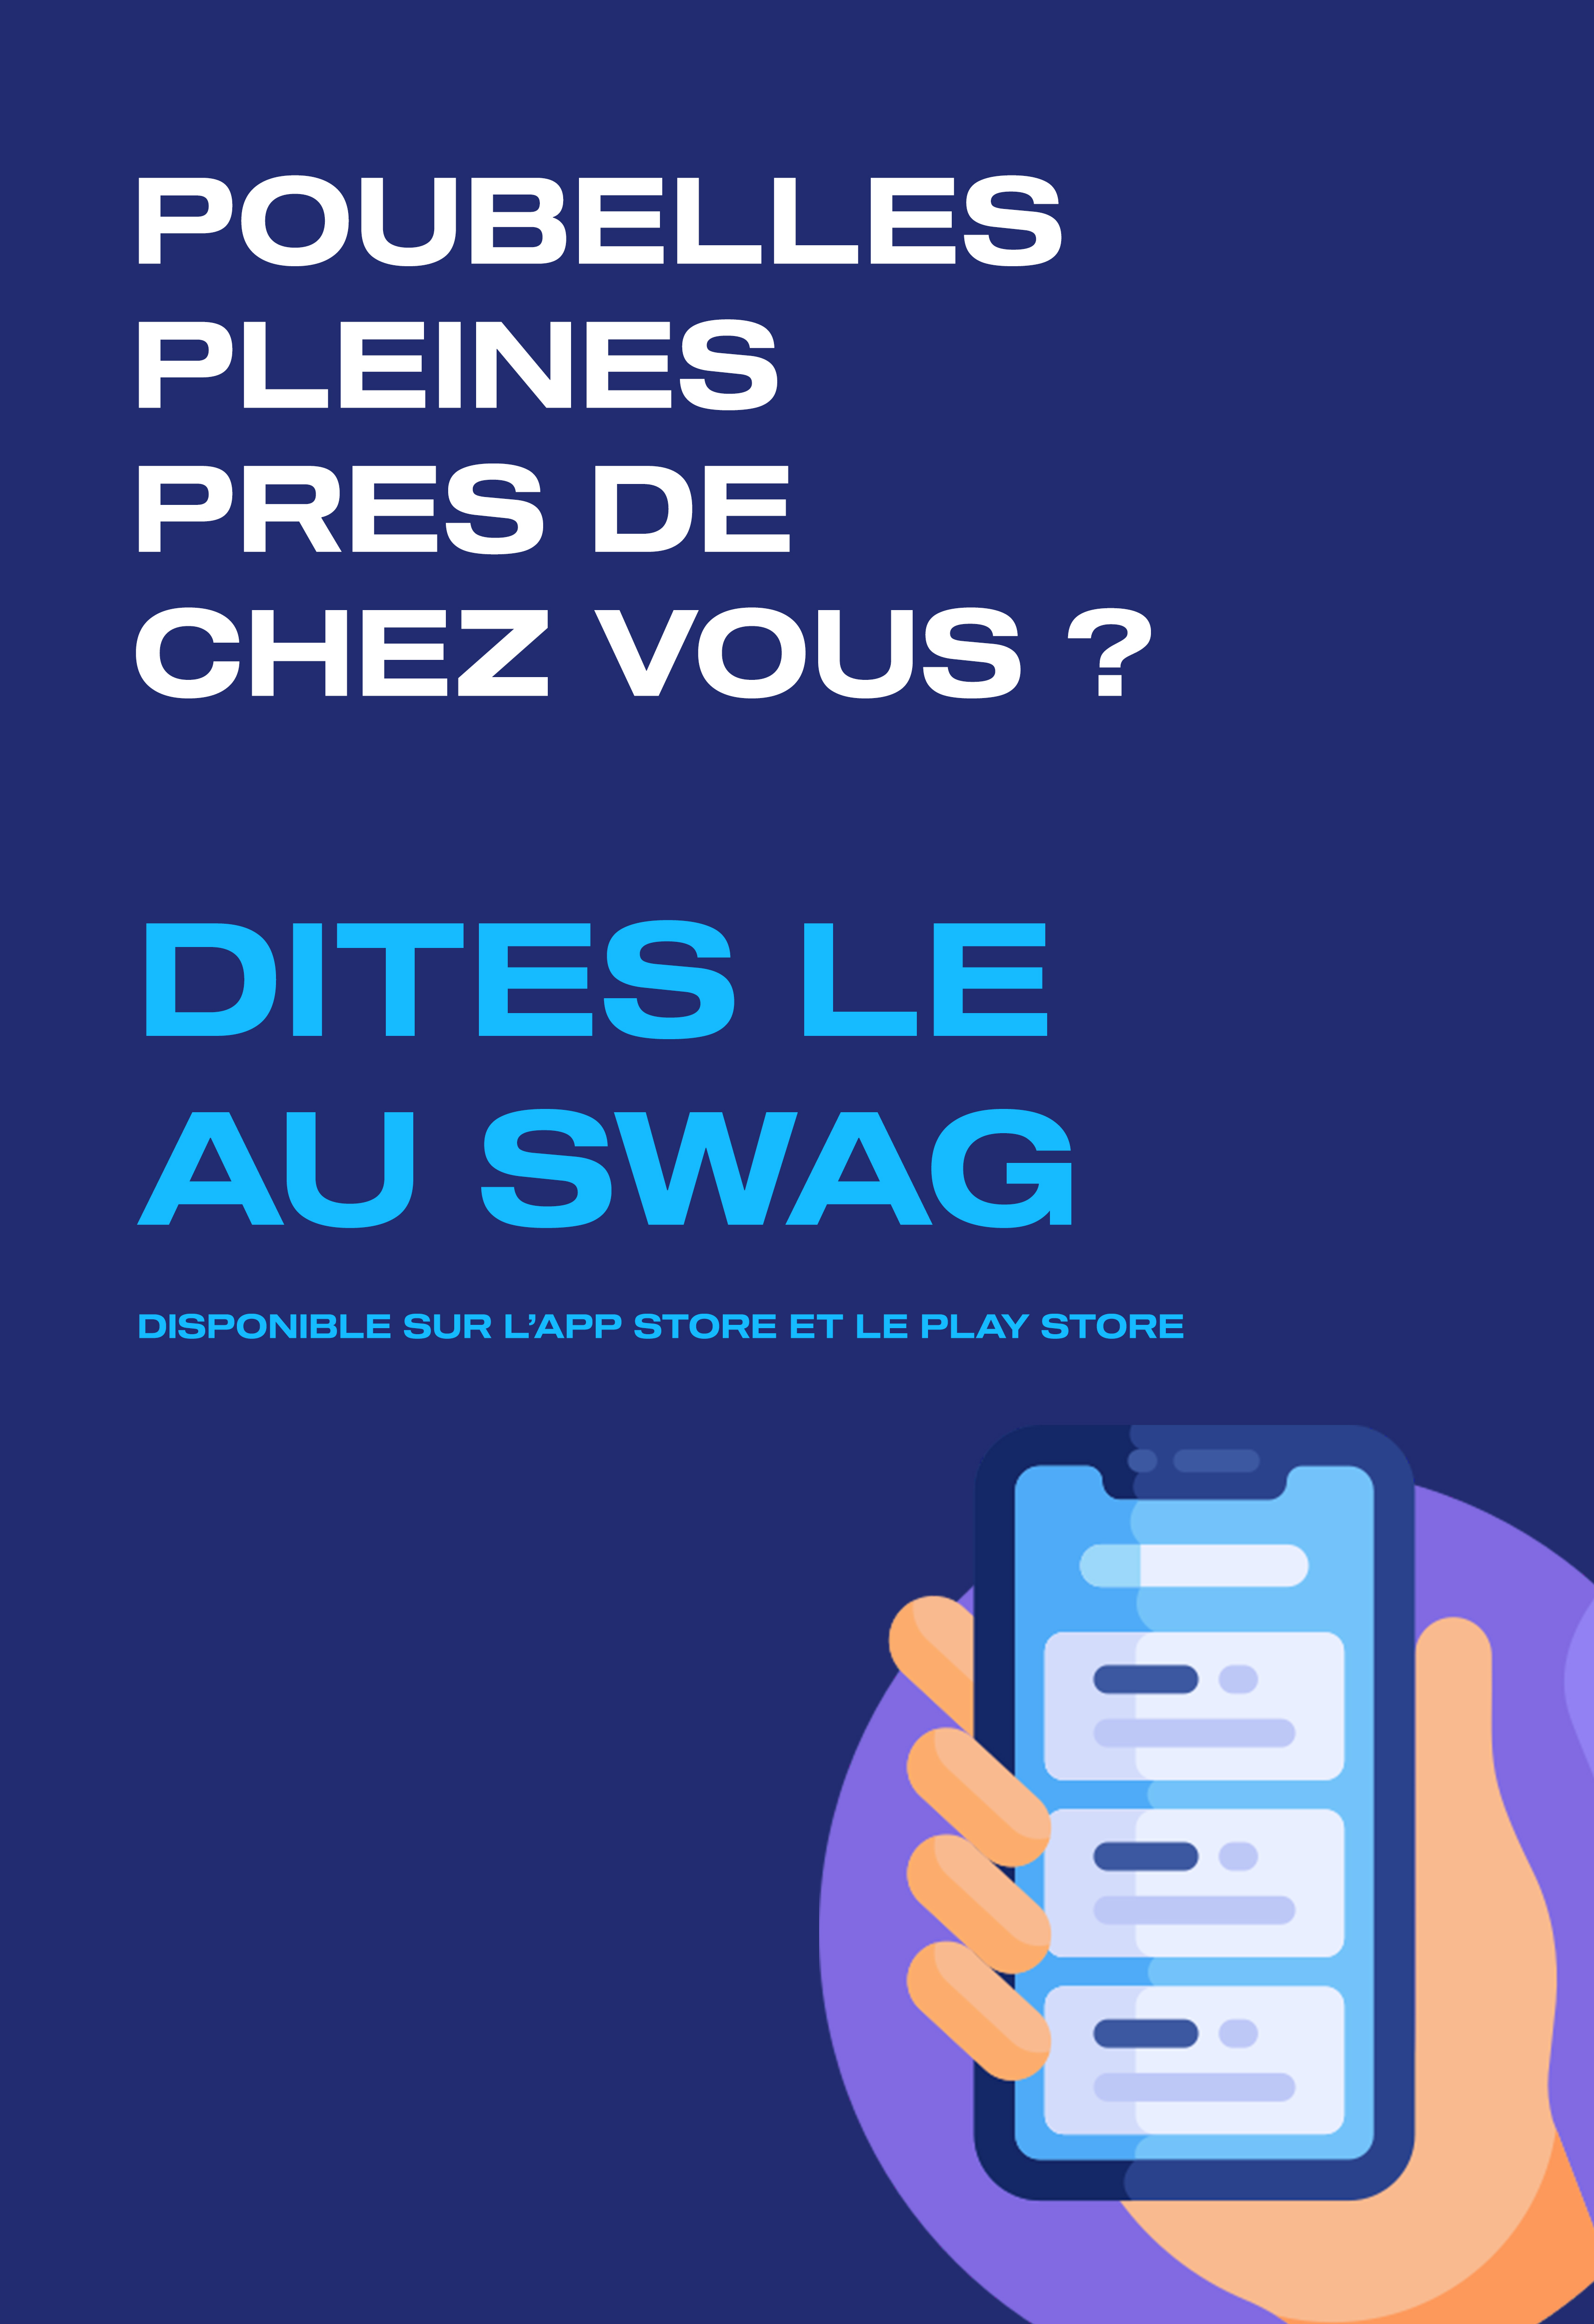 POUBELLES
PLEINES
PRES DE
CHEZ VOUS ?
DITES LE
AU SWAG
DISPONIBLE SUR L’APP STORE ET LE PLAY STORE